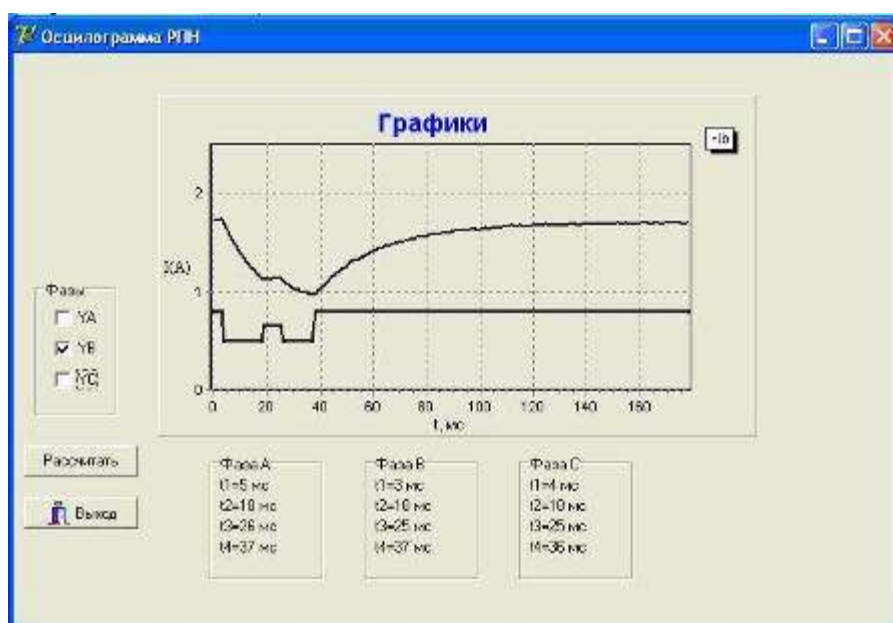 Осцилограмма РПН
Графики
2
I(A)
1
0
0 20 40 60 80 100 120 140 160
t, мс
Фазы
YA
YB
YC
Рассчитать
Выход
Фаза A
t1=5 мс
t2=18 мс
t3=26 мс
t4=37 мс
Фаза B
t1=3 мс
t2=18 мс
t3=25 мс
t4=37 мс
Фаза C
t1=4 мс
t2=18 мс
t3=25 мс
t4=36 мс